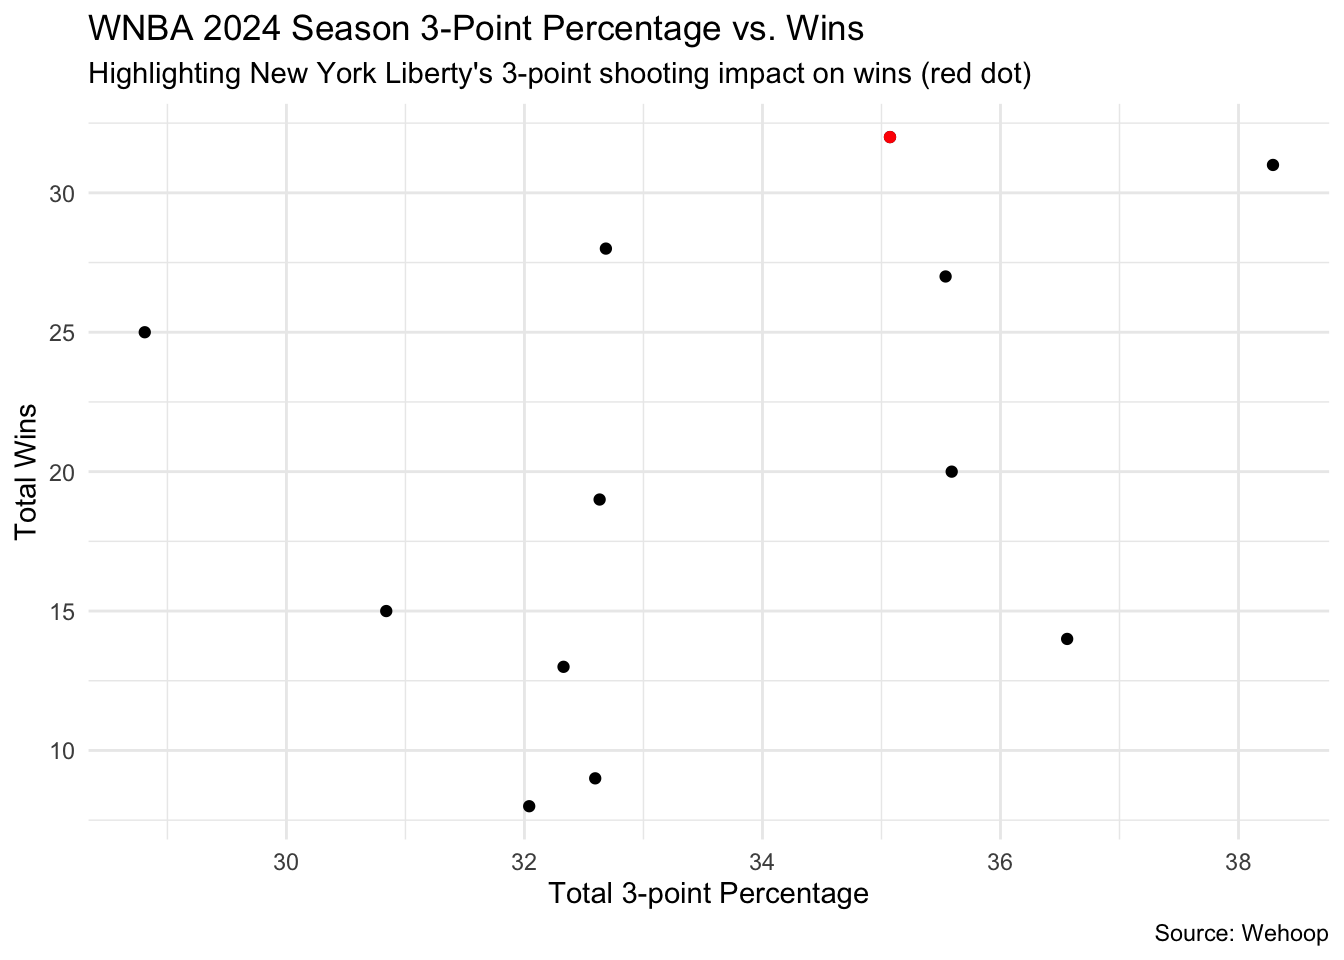 WNBA 2024 Season 3-Point Percentage vs. Wins
Highlighting New York Liberty's 3-point shooting impact on wins (red dot)
Total Wins
30
25
20
15
10
30 32 34 36 38
Total 3-point Percentage
Source: Wehoop